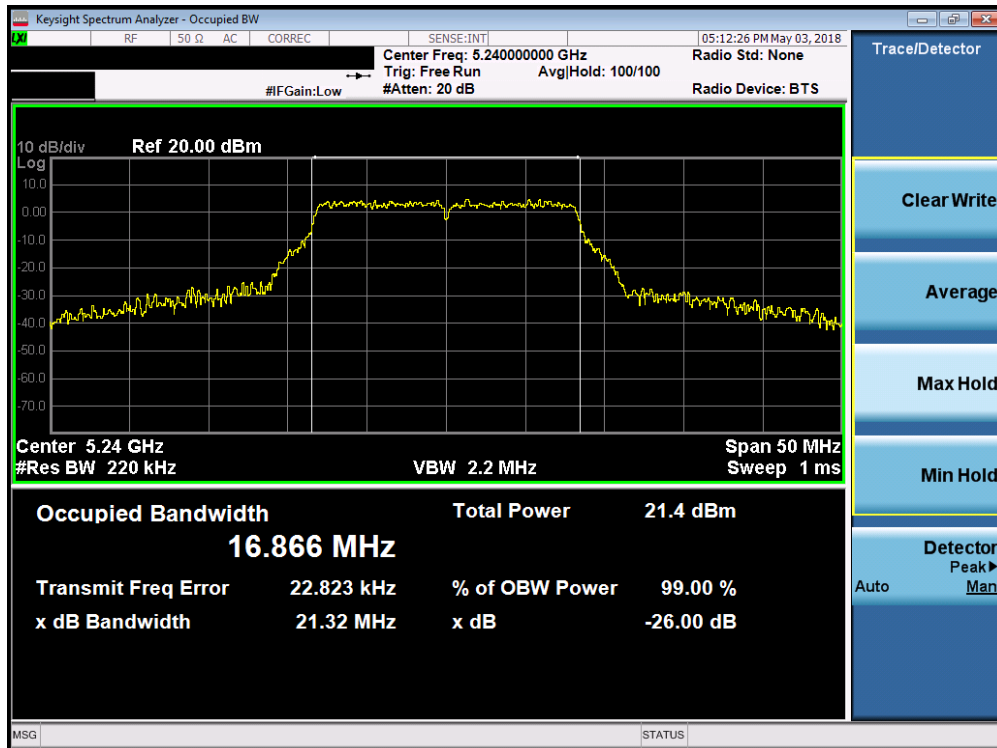 Keysight Spectrum Analyzer - Occupied BW
LXI RF 50 Ω AC CORREC SENSE:INT 05:12:26 PM May 03, 2018
Center Freq: 5.240000000 GHz Radio Std: None
Trig: Free Run Avg|Hold: 100/100
#IFGain:Low #Atten: 20 dB Radio Device: BTS
10 dB/div Ref 20.00 dBm
Log
10.0
0.00
-10.0
-20.0
-30.0
-40.0
-50.0
-60.0
-70.0
Center 5.24 GHz Span 50 MHz
#Res BW 220 kHz VBW 2.2 MHz Sweep 1 ms
Occupied Bandwidth Total Power 21.4 dBm
16.866 MHz
Transmit Freq Error 22.823 kHz % of OBW Power 99.00 %
x dB Bandwidth 21.32 MHz x dB -26.00 dB
MSG STATUS
Trace/Detector
Clear Write
Average
Max Hold
Min Hold
Detector
Peak▶
Auto Man